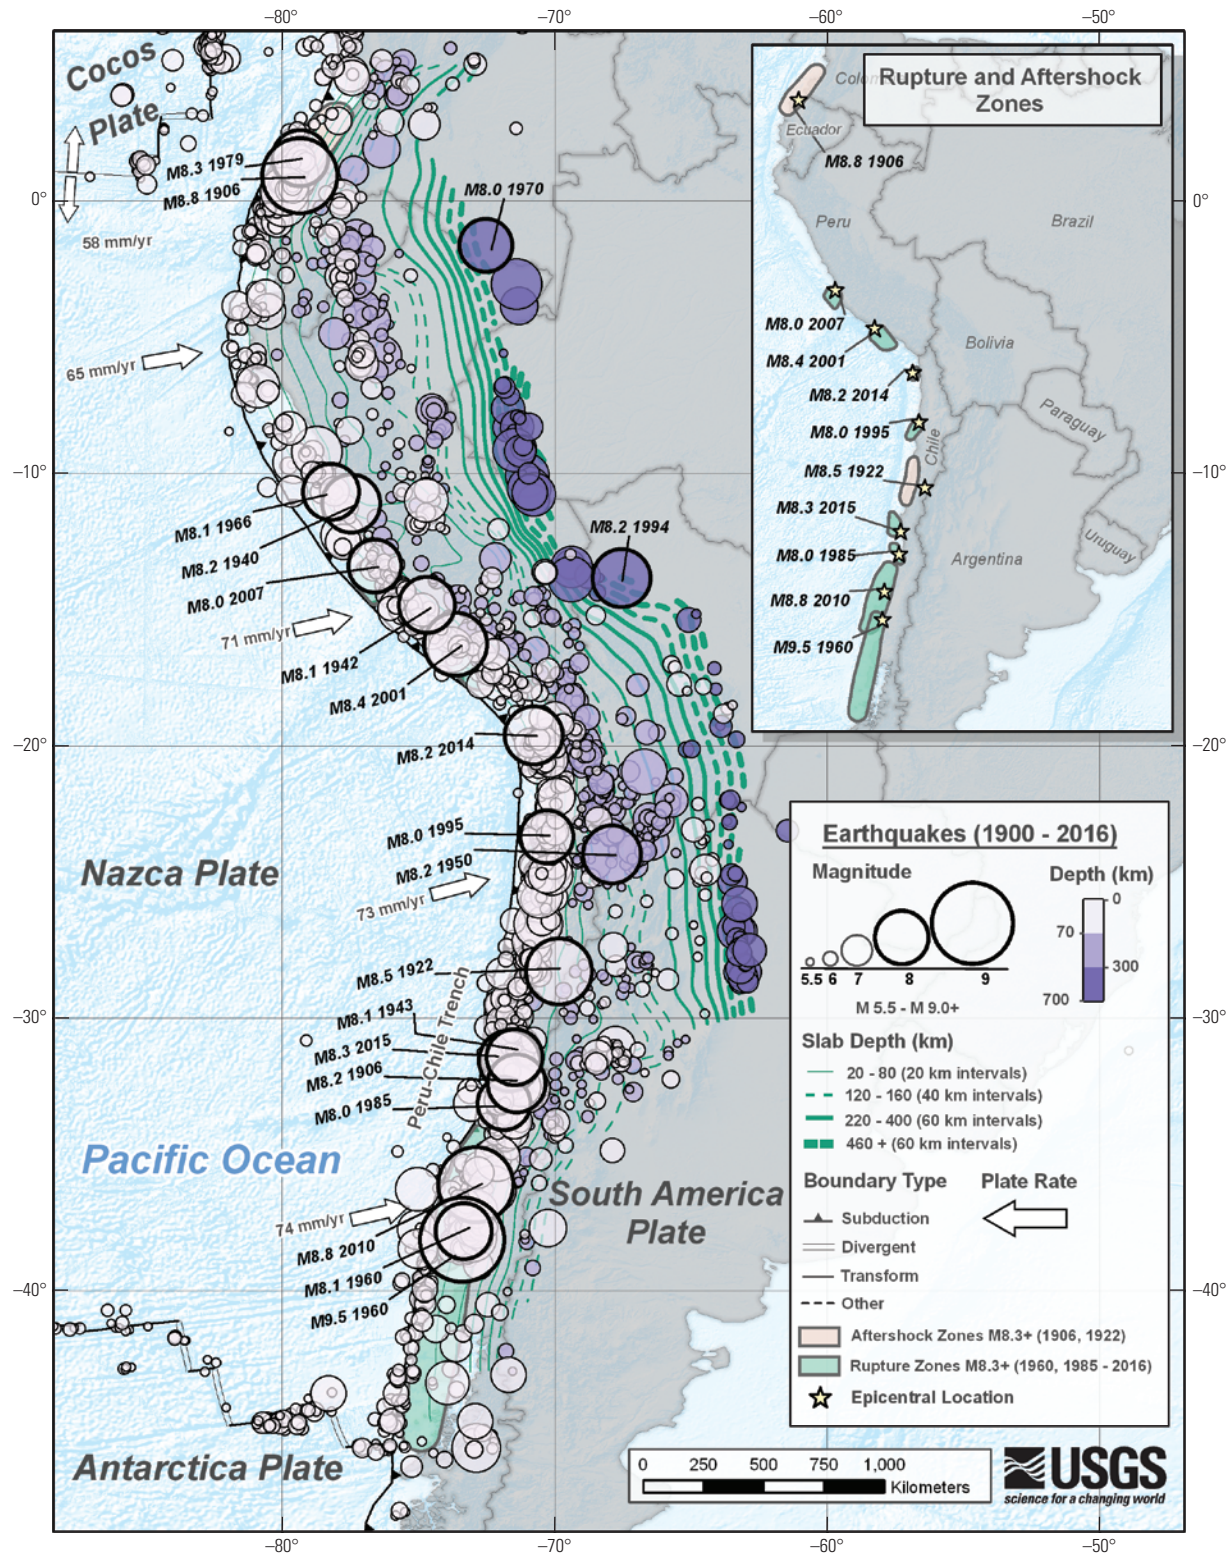 −80°
−70°
−60°
−50°
Cocos
Plate
M8.3 1979
M8.8 1906
0°
58 mm/yr
M8.0 1970
65 mm/yr
−10°
M8.1 1966
M8.2 1940
M8.0 2007
M8.2 1994
71 mm/yr
M8.1 1942
M8.4 2001
−20°
M8.2 2014
M8.0 1995
M8.2 1950
Nazca Plate
73 mm/yr
M8.5 1922
Peru-Chile Trench
M8.1 1943
−30°
M8.3 2015
M8.2 1906
M8.0 1985
Pacific Ocean
South America
Plate
74 mm/yr
M8.8 2010
M8.1 1960
M9.5 1960
−40°
Antarctica Plate
Rupture and Aftershock
Zones
Ecuador
M8.8 1906
Peru
Brazil
M8.0 2007
M8.4 2001
Bolivia
M8.2 2014
M8.0 1995
Paraguay
Chile
M8.5 1922
M8.3 2015
Uruguay
M8.0 1985
Argentina
M8.8 2010
M9.5 1960
0°
−10°
−20°
−30°
−40°
Earthquakes (1900 - 2016)
Magnitude
Depth (km)
0
70
300
700
5.5 6 7 8 9
M 5.5 - M 9.0+
Slab Depth (km)
20 - 80 (20 km intervals)
120 - 160 (40 km intervals)
220 - 400 (60 km intervals)
460 + (60 km intervals)
Boundary Type
Plate Rate
Subduction
Divergent
Transform
Other
Aftershock Zones M8.3+ (1906, 1922)
Rupture Zones M8.3+ (1960, 1985 - 2016)
Epicentral Location
0 250 500 750 1,000
Kilometers
USGS
science for a changing world
−80°
−70°
−60°
−50°